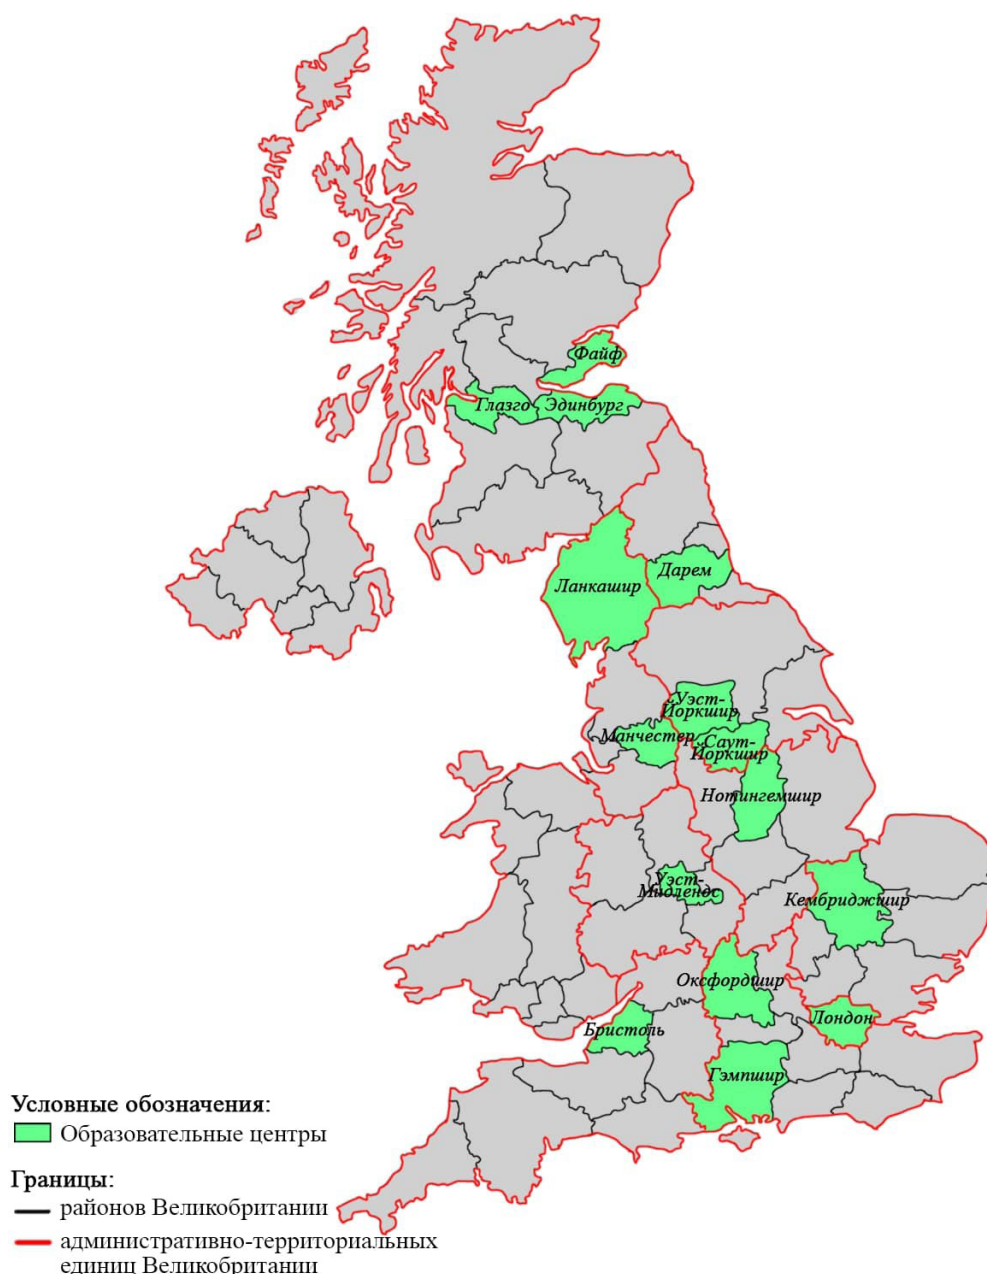 Файф
Глазго
Эдинбург
Ланкашир
Дарем
Уэст-
Йоркшир
Манчестер
Саут-
Йоркшир
Нотингемшир
Уэст-
Мидлендс
Кембриджшир
Оксфордшир
Лондон
Бристоль
Гэмпшир
Условные обозначения:
Образовательные центры
Границы:
районов Великобритании
административно-территориальных
единиц Великобритании